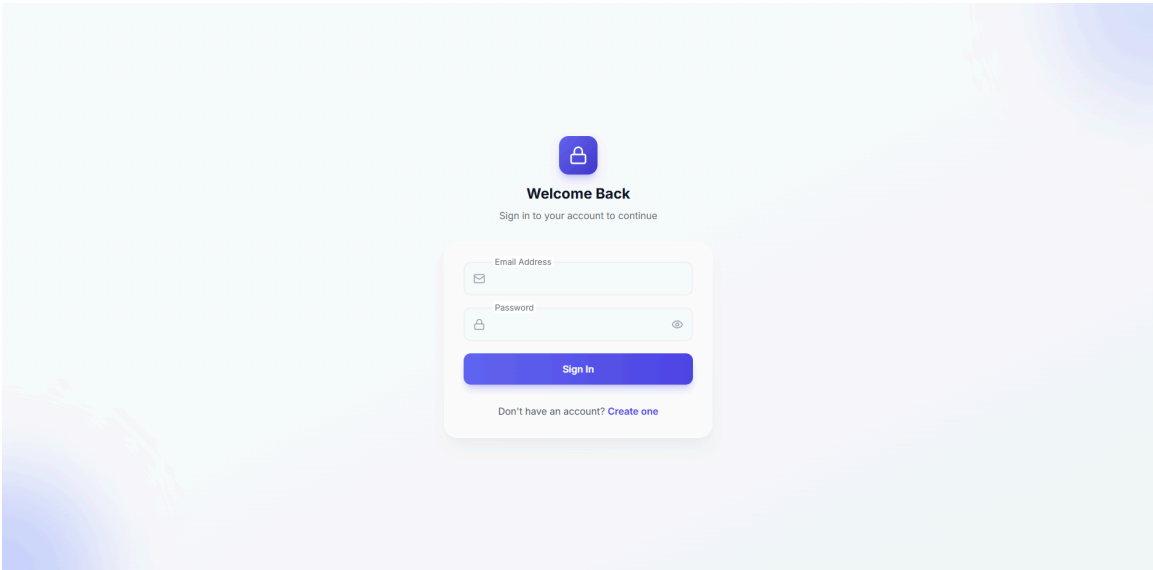 Welcome Back
Sign in to your account to continue
Email Address
Password
Sign In
Don't have an account? Create one